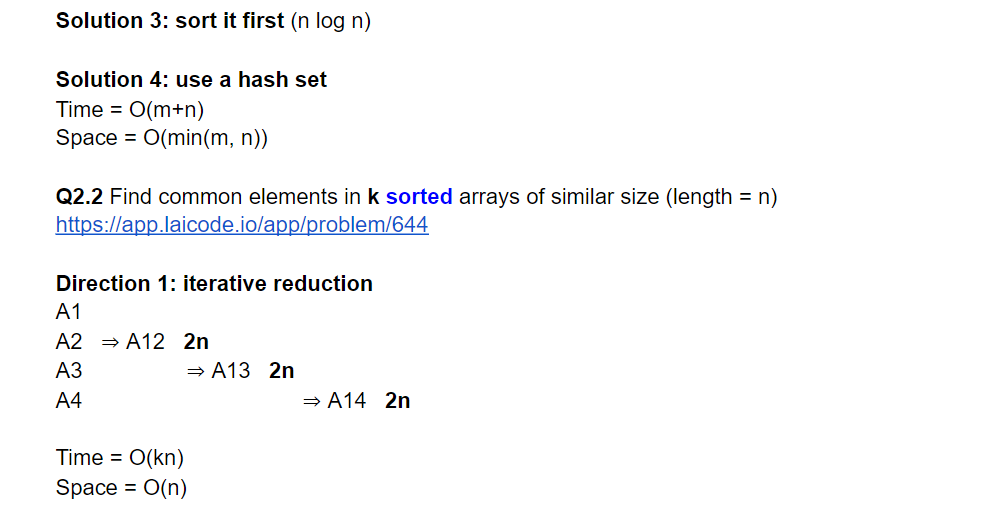 Solution 3: sort it first (n log n)
Solution 4: use a hash set
Time = O(m+n)
Space = O(min(m, n))
Q2.2 Find common elements in k sorted arrays of similar size (length = n)
https://app.laicode.io/app/problem/644
Direction 1: iterative reduction
A1
A2 ⇒ A12 2n
A3 ⇒ A13 2n
A4 ⇒ A14 2n
Time = O(kn)
Space = O(n)